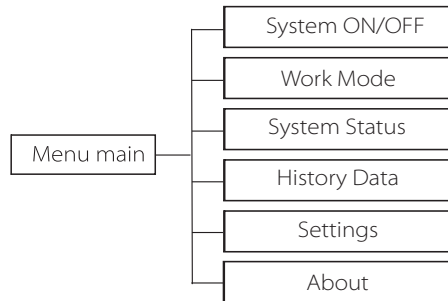 System ON/OFF
Work Mode
System Status
Menu main
History Data
Settings
About